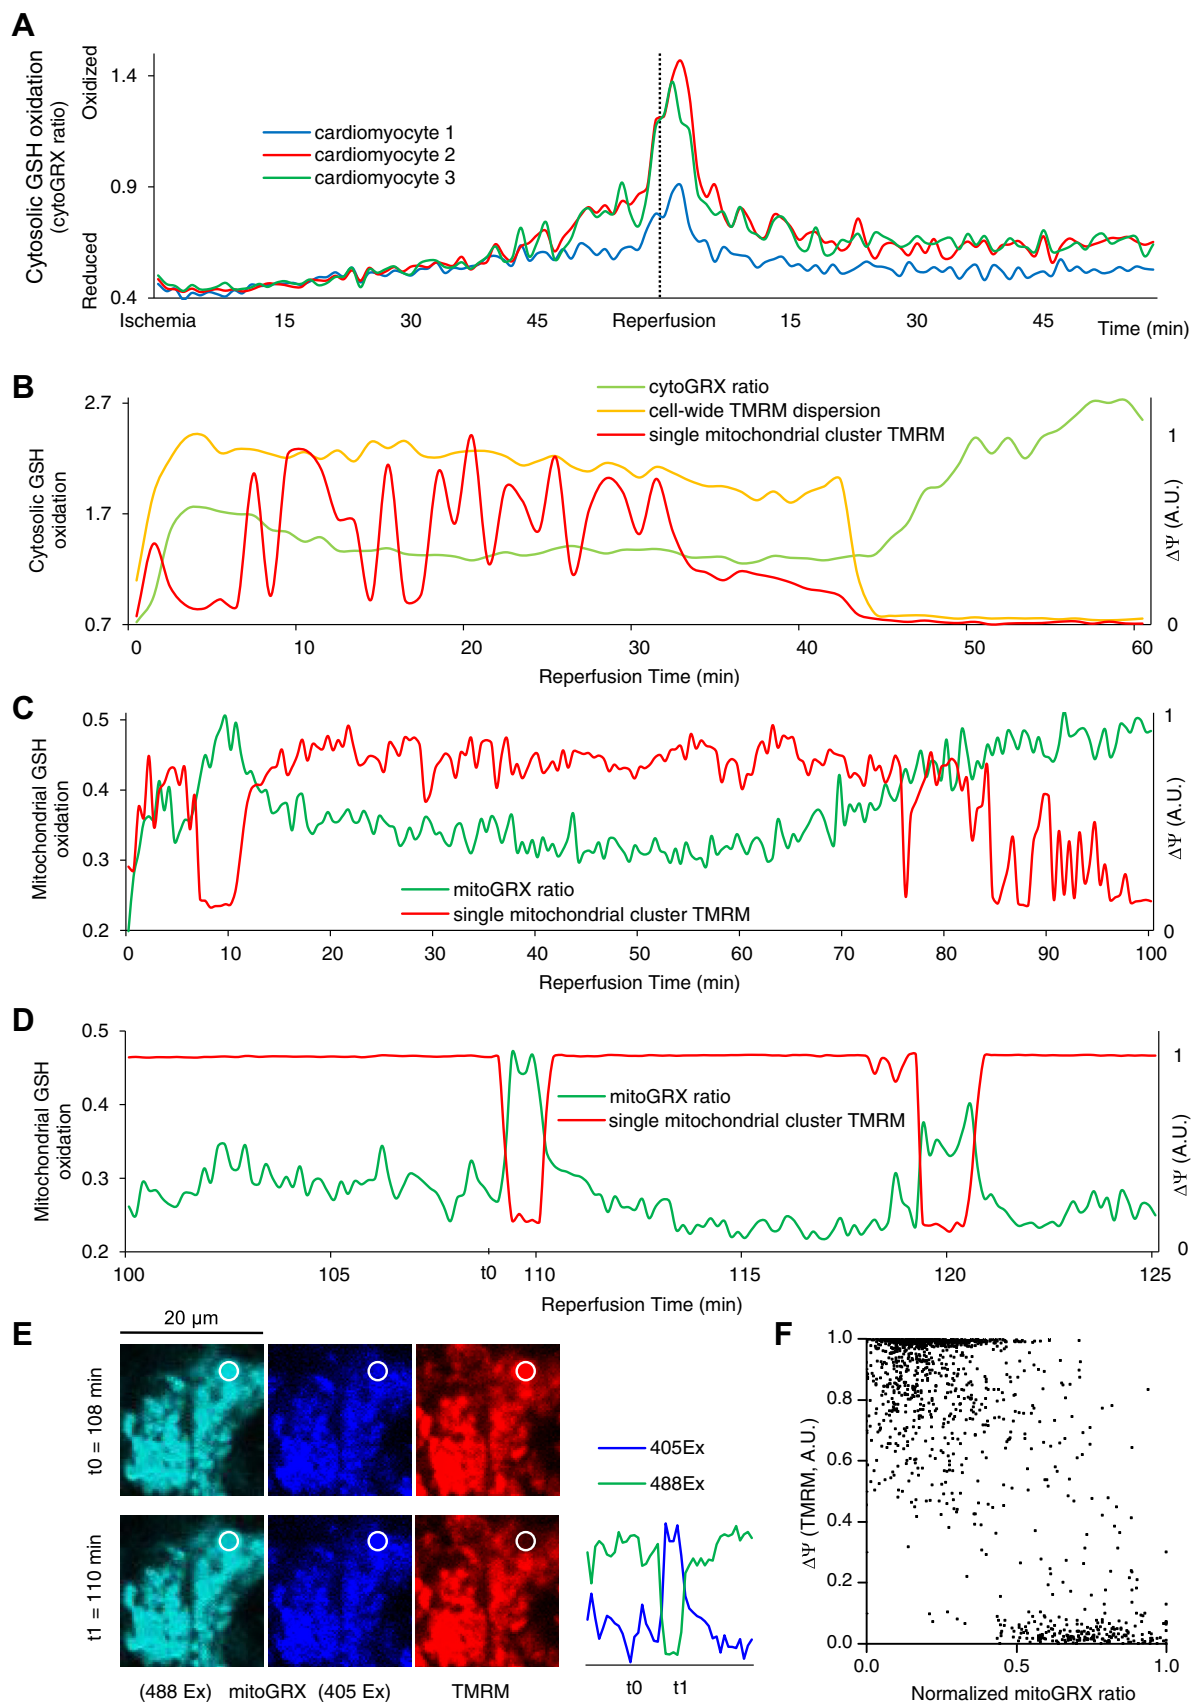 A
Cytosolic GSH oxidation
(cytoGRX ratio)
Oxidized
Reduced
1.4
0.9
0.4
cardiomyocyte 1
cardiomyocyte 2
cardiomyocyte 3
Ischemia 15 30 45 Reperfusion 15 30 45 Time (min)
B
Cytosolic GSH
oxidation
2.7
1.7
0.7
cytoGRX ratio
cell-wide TMRM dispersion
single mitochondrial cluster TMRM
1
0
ΔΨ (A.U.)
0 10 20 30 40 50 60
Reperfusion Time (min)
C
Mitochondrial GSH
oxidation
0.5
0.4
0.3
0.2
mitoGRX ratio
single mitochondrial cluster TMRM
1
0
ΔΨ (A.U.)
0 10 20 30 40 50 60 70 80 90 100
Reperfusion Time (min)
D
Mitochondrial GSH
oxidation
0.5
0.4
0.3
0.2
mitoGRX ratio
single mitochondrial cluster TMRM
1
0
ΔΨ (A.U.)
100 105 t0 110 115 120 125
Reperfusion Time (min)
E
20 µm
t0 = 108 min
t1 = 110 min
(488 Ex) mitoGRX (405 Ex) TMRM
405Ex
488Ex
t0 t1
F
ΔΨ (TMRM, A.U.)
1.0
0.8
0.6
0.4
0.2
0.0
0.0 0.5 1.0
Normalized mitoGRX ratio